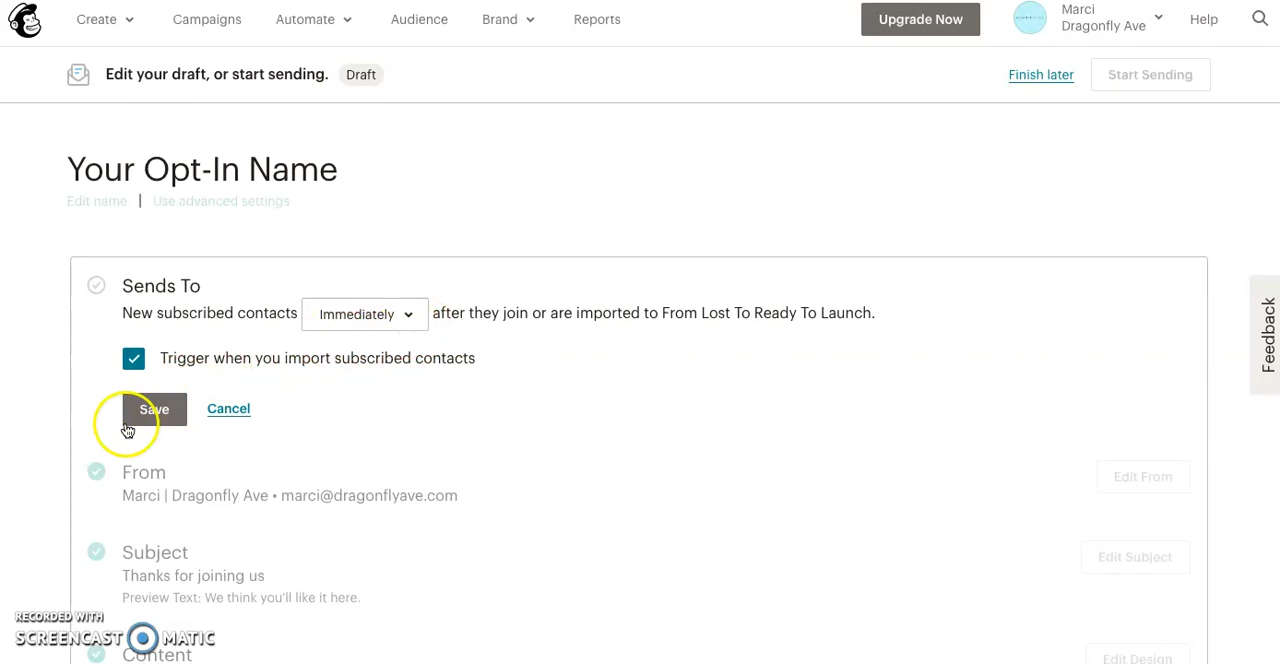 Create Campaigns Automate Audience Brand Reports Upgrade Now Marci Help
Dragonfly Ave
Edit your draft, or start sending. Draft Finish later Start Sending
Your Opt-In Name
Edit name | Use advanced settings
Sends To
New subscribed contacts Immediately after they join or are imported to From Lost To Ready To Launch.
Trigger when you import subscribed contacts
Save Cancel
Feedback
From
Marci | Dragonfly Ave • marci@dragonflyave.com
Edit From
Subject
Thanks for joining us
Preview Text: We think you'll like it here.
Edit Subject
RECORDED WITH
SCREENCAST MATIC
Content
Edit Design